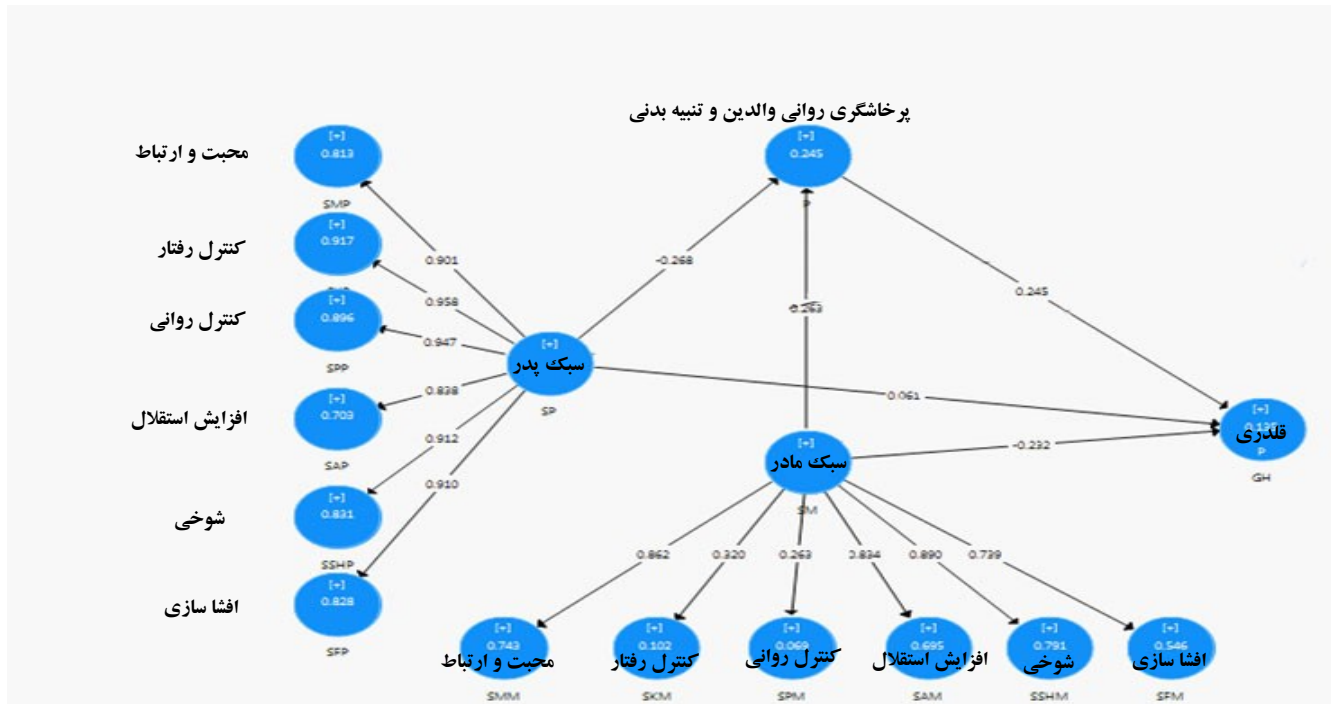 پرخاشگری روانی والدین و تنبیه بدنی
[+]
0.245
P
محبت و ارتباط
[+]
0.813
SMP
کنترل رفتار
[+]
0.917
کنترل روانی
[+]
0.896
SPP
افزایش استقلال
[+]
0.703
SAP
شوخی
[+]
0.831
SSHP
افشا سازی
[+]
0.828
SFP
0.901
0.958
0.947
0.838
0.912
0.910
[+]
سبک پدر
SP
-0.268
0.245
0.061
-0.232
[+]
سبک مادر
SM
[+]
قلدری
P
GH
0.862
0.320
0.263
0.834
0.890
0.739
[+]
0.743
محبت و ارتباط
SMM
[+]
0.102
کنترل رفتار
SKM
[+]
0.069
کنترل روانی
SPM
[+]
0.695
افزایش استقلال
SAM
[+]
0.791
شوخی
SSHM
[+]
0.546
افشا سازی
SFM